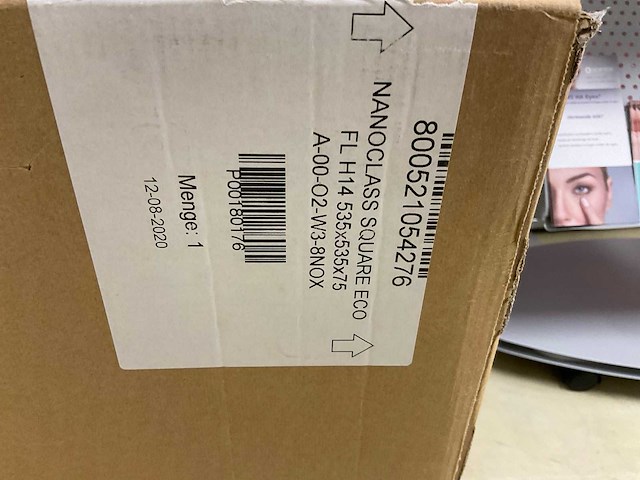 800521054276
NANOCLASS SQUARE ECO
FL H14 535x535x75
A-00-O2-W3-8NOX
P00180176
Menge: 1
12-08-2020